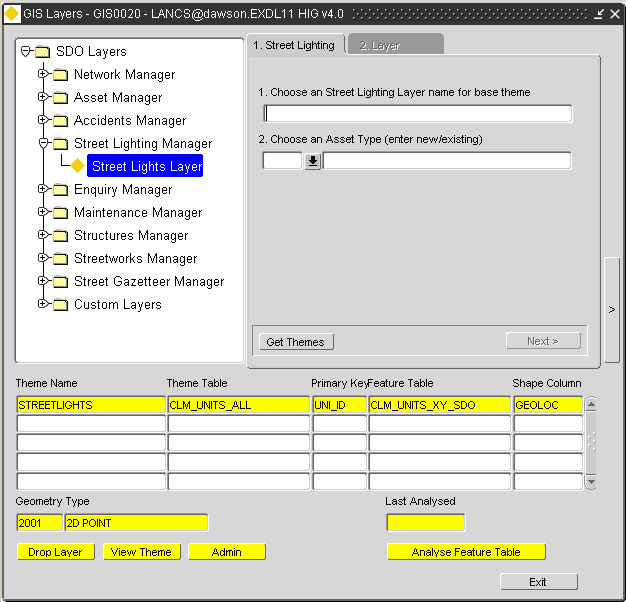 GIS Layers - GIS0020 - LANCS@dawson.EXDL11 HIG v4.0
SDO Layers
Network Manager
Asset Manager
Accidents Manager
Street Lighting Manager
Street Lights Layer
Enquiry Manager
Maintenance Manager
Structures Manager
Streetworks Manager
Street Gazetteer Manager
Custom Layers
1. Street Lighting
2. Layer
1. Choose an Street Lighting Layer name for base theme
2. Choose an Asset Type (enter new/existing)
Get Themes
Next >
>
Theme Name Theme Table Primary Key Feature Table Shape Column
STREETLIGHTS CLM_UNITS_ALL UNI_ID CLM_UNITS_XY_SDO GEOLOC
Geometry Type
Last Analysed
2001 2D POINT
Drop Layer View Theme Admin
Analyse Feature Table
Exit